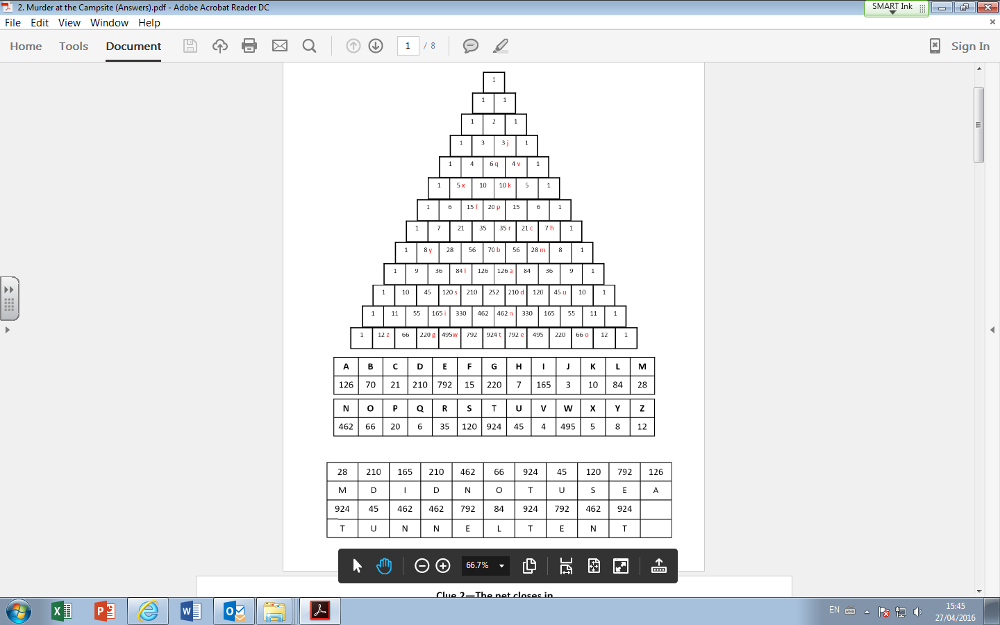 2. Murder at the Campsite (Answers).pdf - Adobe Acrobat Reader DC
SMART Ink
File Edit View Window Help
Home Tools Document 1 / 8 Sign In
1
1 1
1 2 1
1 3 3 j 1
1 4 6 q 4 v 1
1 5 x 10 10 k 5 1
1 6 15 f 20 p 15 6 1
1 7 21 35 35 r 21 c 7 h 1
1 8 y 28 56 70 b 56 28 m 8 1
1 9 36 84 l 126 126 a 84 36 9 1
1 10 45 120 s 210 252 210 d 120 45 u 10 1
1 11 55 165 i 330 462 462 n 330 165 55 11 1
1 12 z 66 220 g 495 w 792 924 t 792 e 495 220 66 o 12 1
A B C D E F G H I J K L M
126 70 21 210 792 15 220 7 165 3 10 84 28
N O P Q R S T U V W X Y Z
462 66 20 6 35 120 924 45 4 495 5 8 12
28 210 165 210 462 66 924 45 120 792 126
M D I D N O T U S E A
924 45 462 462 792 84 924 792 462 924
T U N N E L T E N T
66.7%
Clue 2—The net closes in
EN 15:45
27/04/2016